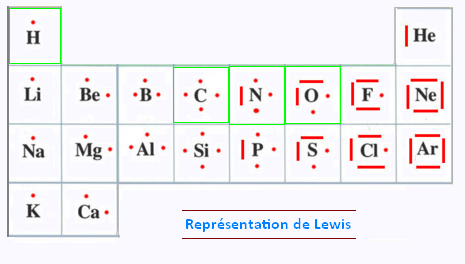 H He
Li Be B C N O F Ne
Na Mg Al Si P S Cl Ar
K Ca
Représentation de Lewis